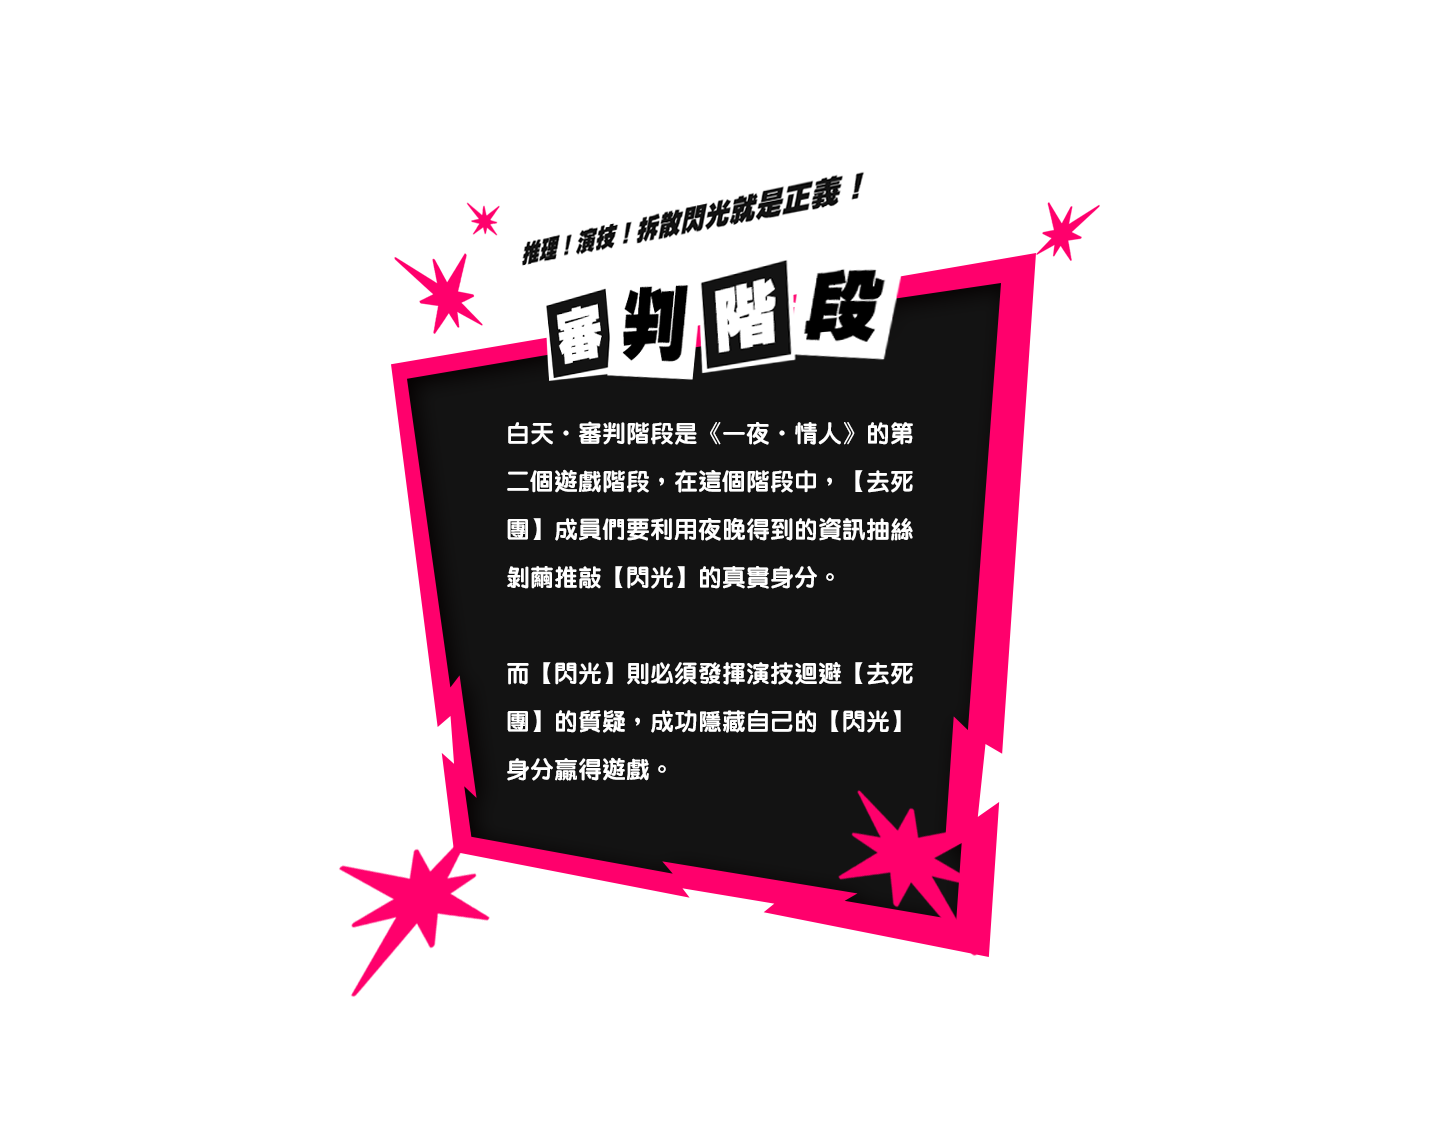 推理！演技！拆散閃光就是正義！
審判階段
白天・審判階段是《一夜・情人》的第
二個遊戲階段，在這個階段中，【去死
團】成員們要利用夜晚得到的資訊抽絲
剝繭推敲【閃光】的真實身分。
而【閃光】則必須發揮演技迴避【去死
團】的質疑，成功隱藏自己的【閃光】
身分贏得遊戲。